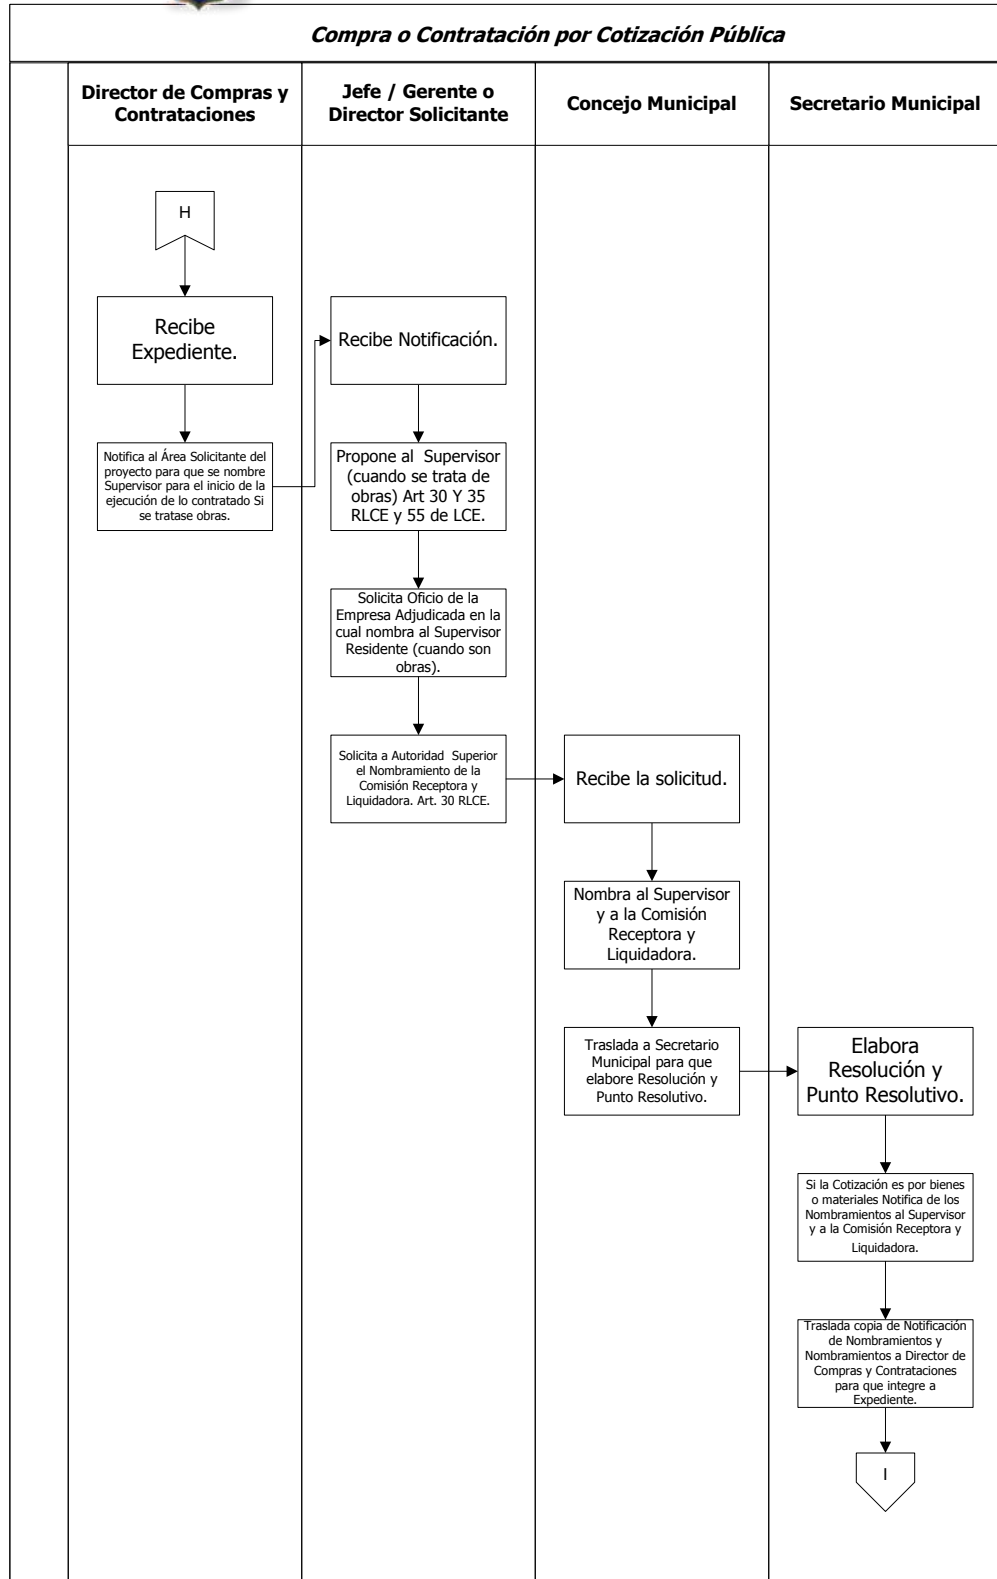 Compra o Contratación por Cotización Pública
Director de Compras y
Contrataciones
Jefe / Gerente o
Director Solicitante
Concejo Municipal
Secretario Municipal
H
Recibe
Expediente.
Notifica al Área Solicitante del
proyecto para que se nombre
Supervisor para el inicio de la
ejecución de lo contratado Si
se tratase obras.
Recibe Notificación.
Propone al Supervisor
(cuando se trata de
obras) Art 30 Y 35
RLCE y 55 de LCE.
Solicita Oficio de la
Empresa Adjudicada en la
cual nombra al Supervisor
Residente (cuando son
obras).
Solicita a Autoridad Superior
el Nombramiento de la
Comisión Receptora y
Liquidadora. Art. 30 RLCE.
Recibe la solicitud.
Nombra al Supervisor
y a la Comisión
Receptora y
Liquidadora.
Traslada a Secretario
Municipal para que
elabore Resolución y
Punto Resolutivo.
Elabora
Resolución y
Punto Resolutivo.
Si la Cotización es por bienes
o materiales Notifica de los
Nombramientos al Supervisor
y a la Comisión Receptora y
Liquidadora.
Traslada copia de Notificación
de Nombramientos y
Nombramientos a Director de
Compras y Contrataciones
para que integre a
Expediente.
I